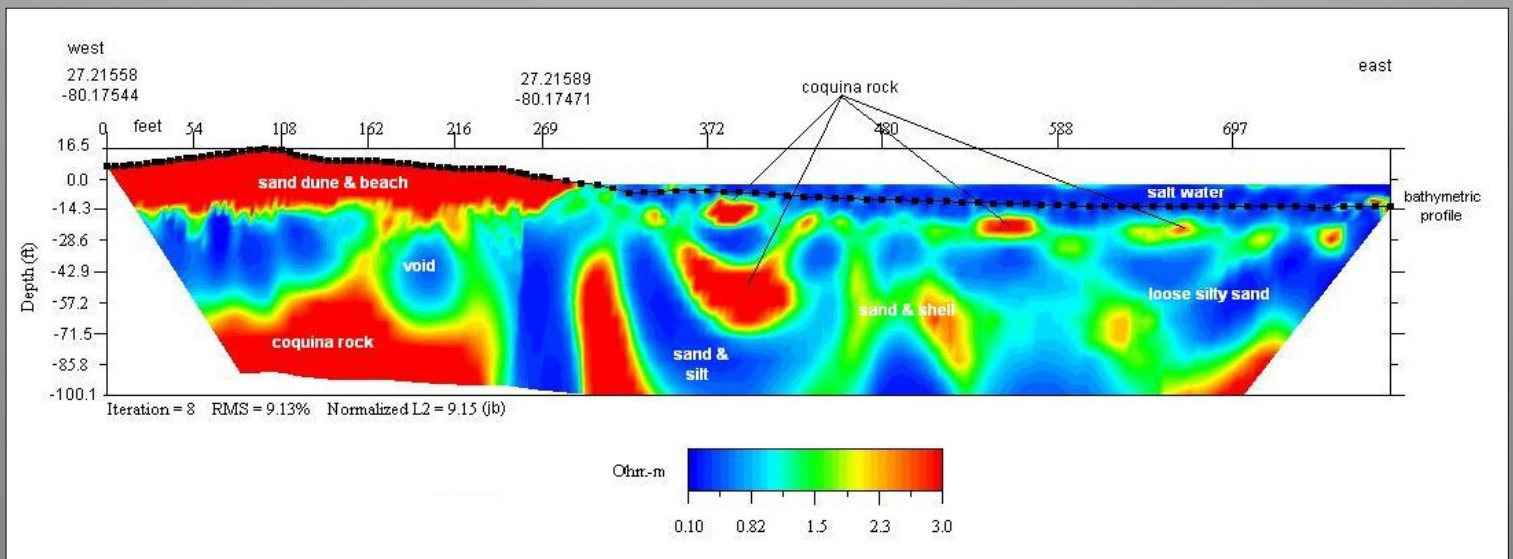 west
27.21558
-80.17544
27.21589
-80.17471
east
coquina rock
0 feet 54 108 162 216 269 372 480 588 697
16.5
0.0
-14.3
-28.6
-42.9
-57.2
-71.5
-85.8
-100.1
Depth (ft)
sand dune & beach
salt water
bathymetric
profile
void
loose silty sand
sand & shell
coquina rock
sand &
silt
Iteration = 8 RMS = 9.13% Normalized L2 = 9.15 (jb)
Ohm-m
0.10 0.82 1.5 2.3 3.0